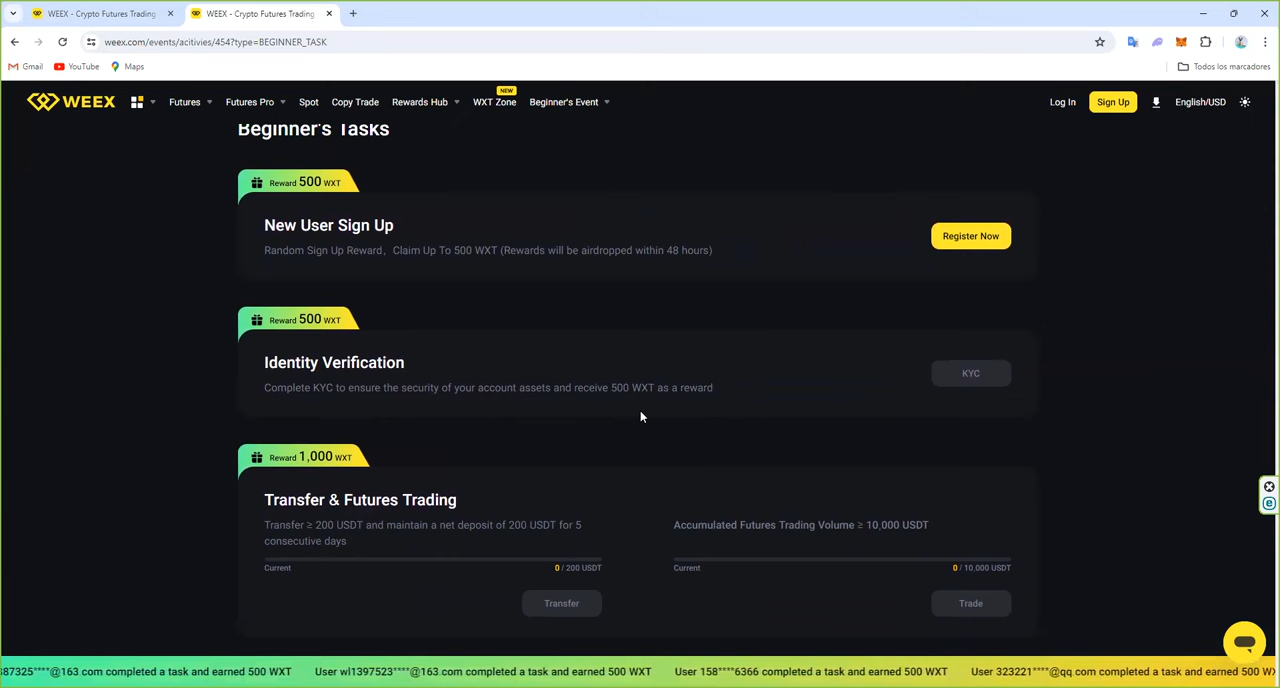 WEEX - Crypto Futures Trading
WEEX - Crypto Futures Trading
weex.com/events/acitivies/454?type=BEGINNER_TASK
Gmail YouTube Maps Todos los marcadores
WEEX Futures Futures Pro Spot Copy Trade Rewards Hub WXT Zone NEW Beginner's Event Log In Sign Up English/USD
Beginner's Tasks
Reward 500 WXT
New User Sign Up
Random Sign Up Reward，Claim Up To 500 WXT (Rewards will be airdropped within 48 hours)
Register Now
Reward 500 WXT
Identity Verification
Complete KYC to ensure the security of your account assets and receive 500 WXT as a reward
KYC
Reward 1,000 WXT
Transfer & Futures Trading
Transfer ≥ 200 USDT and maintain a net deposit of 200 USDT for 5
consecutive days
Current 0 / 200 USDT
Transfer
Accumulated Futures Trading Volume ≥ 10,000 USDT
Current 0 / 10,000 USDT
Trade
387325****@163.com completed a task and earned 500 WXT User wl1397523****@163.com completed a task and earned 500 WXT User 158****6366 completed a task and earned 500 WXT User 323221****@qq.com completed a task and earned 500